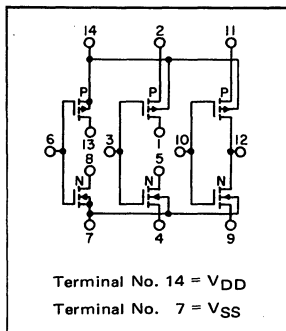 14 2 11
P P P
13 1
6 3 10 12
8 5
N N N
7 4 9
Terminal No. 14 = VDD
Terminal No. 7 = VSS